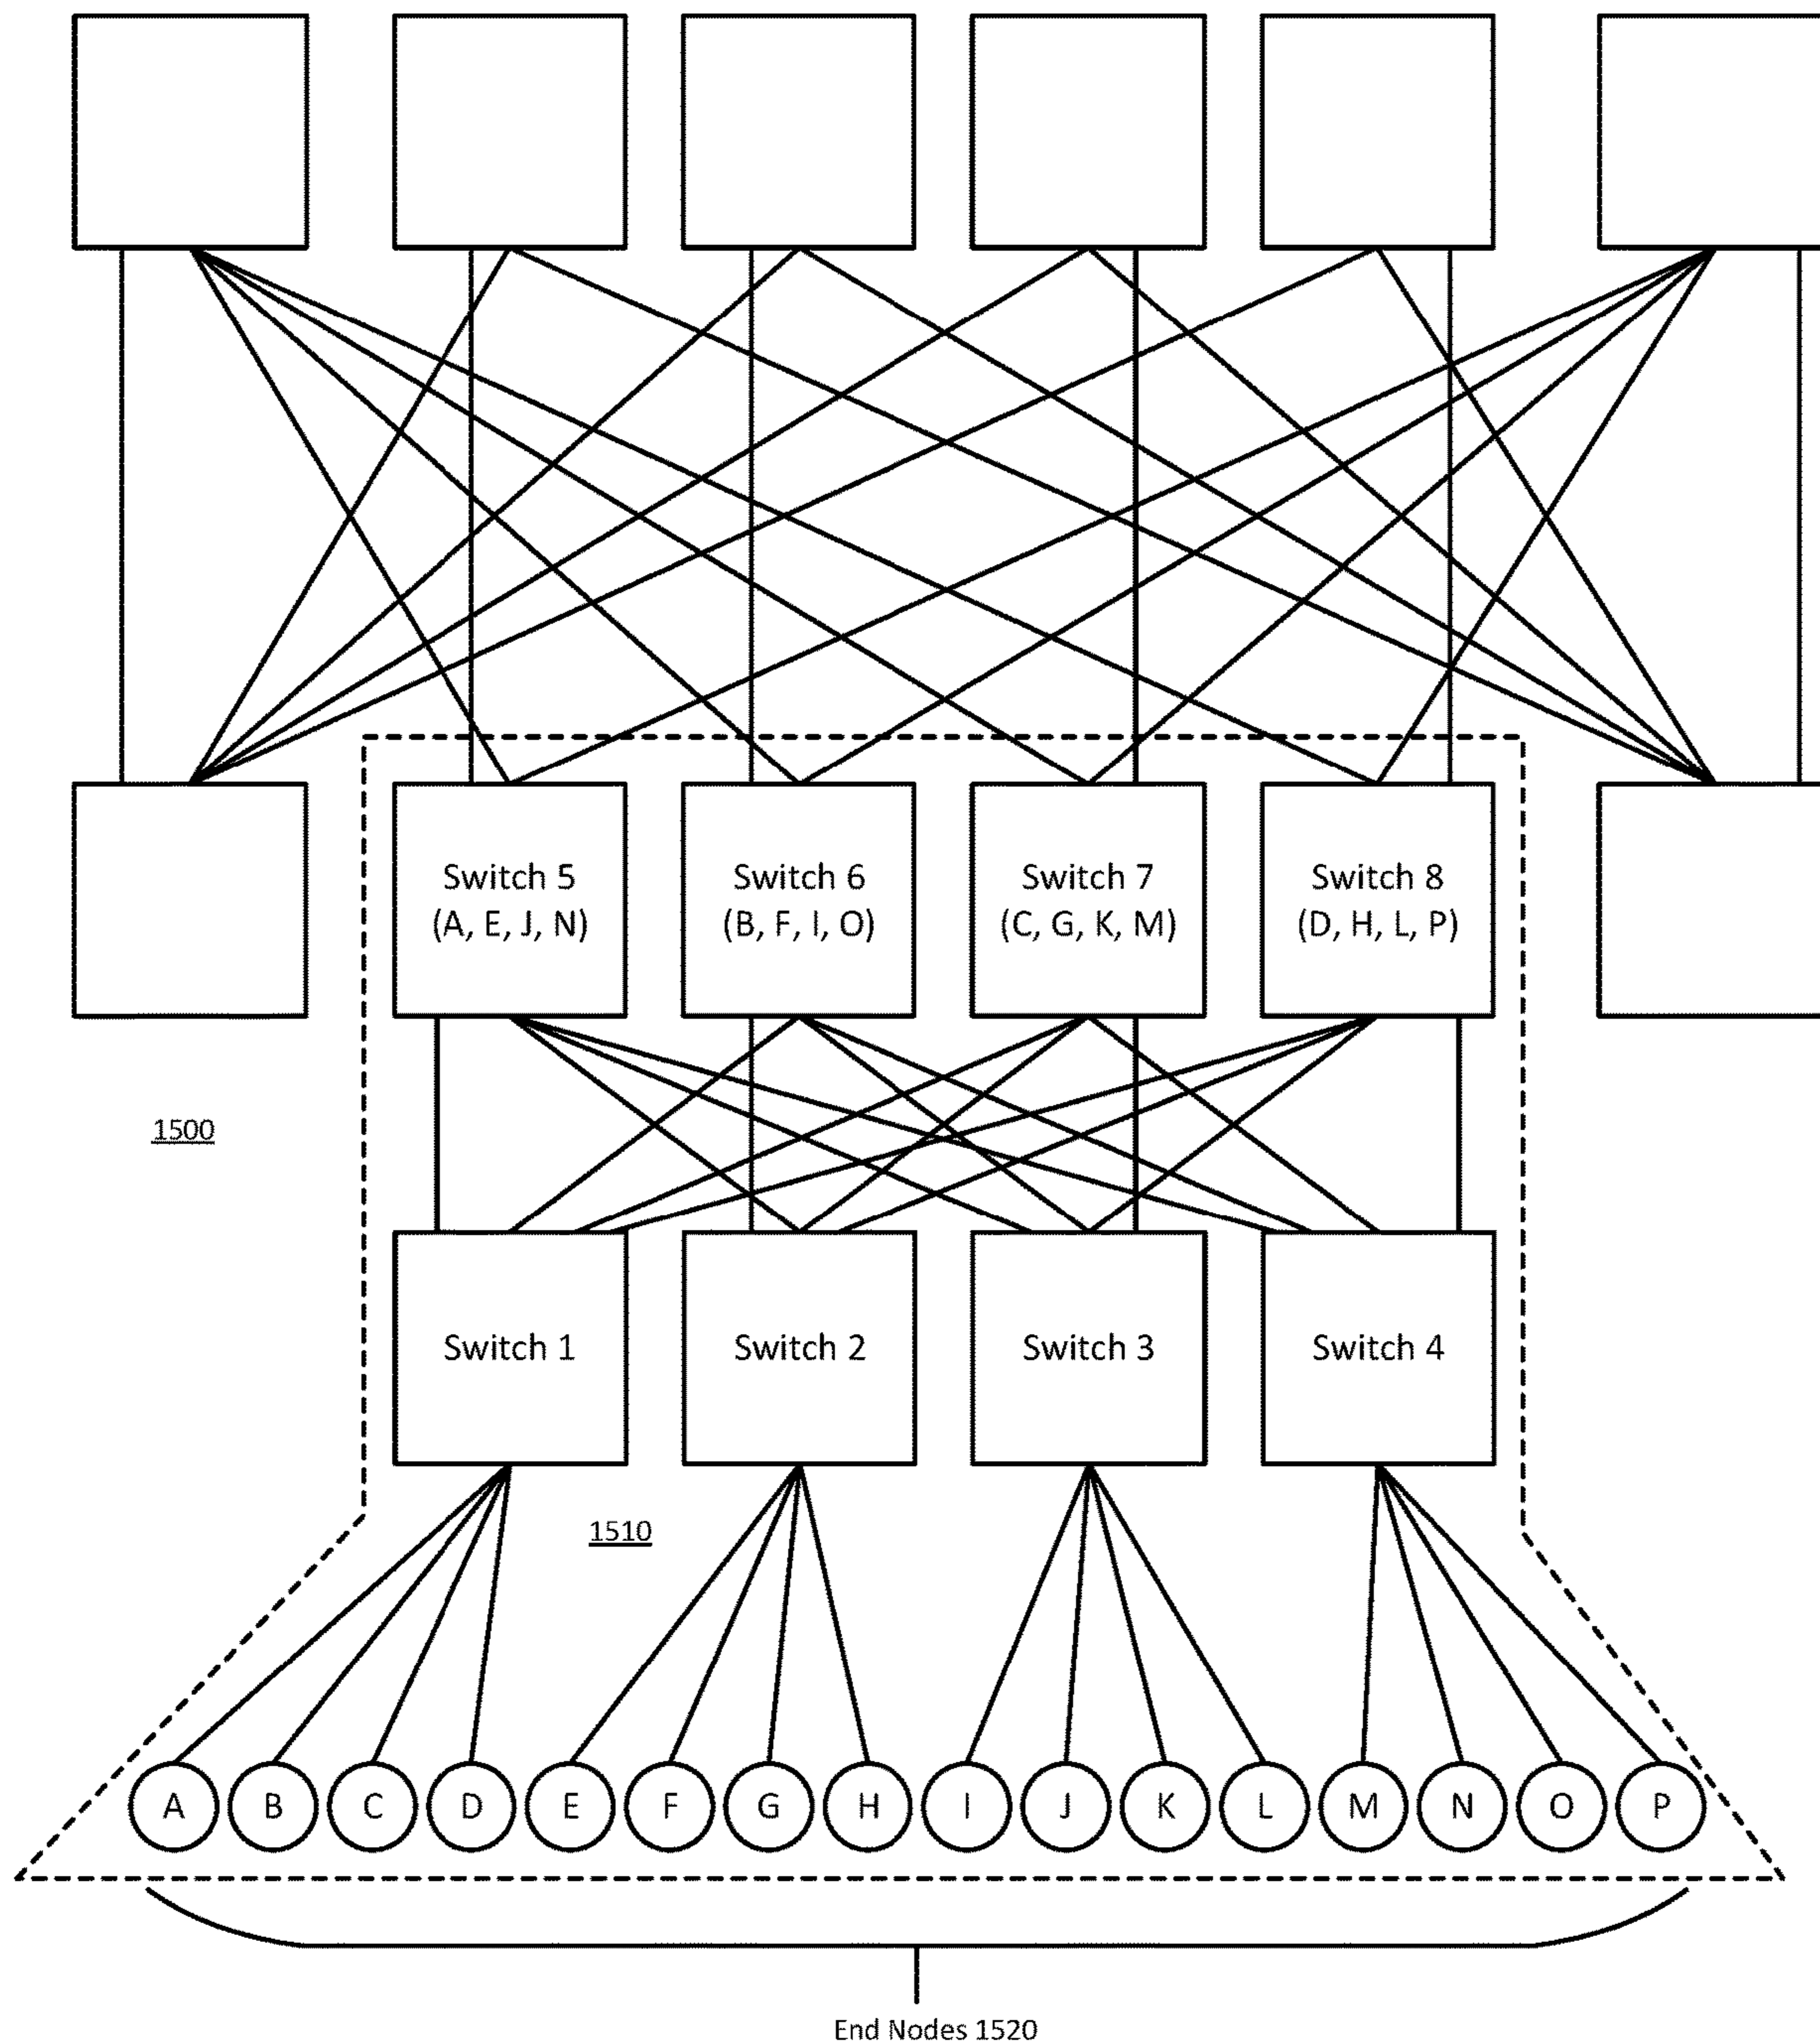 Switch 5
(A, E, J, N)
Switch 6
(B, F, I, O)
Switch 7
(C, G, K, M)
Switch 8
(D, H, L, P)
1500
Switch 1
Switch 2
Switch 3
Switch 4
1510
A
B
C
D
E
F
G
H
I
J
K
L
M
N
O
P
End Nodes 1520